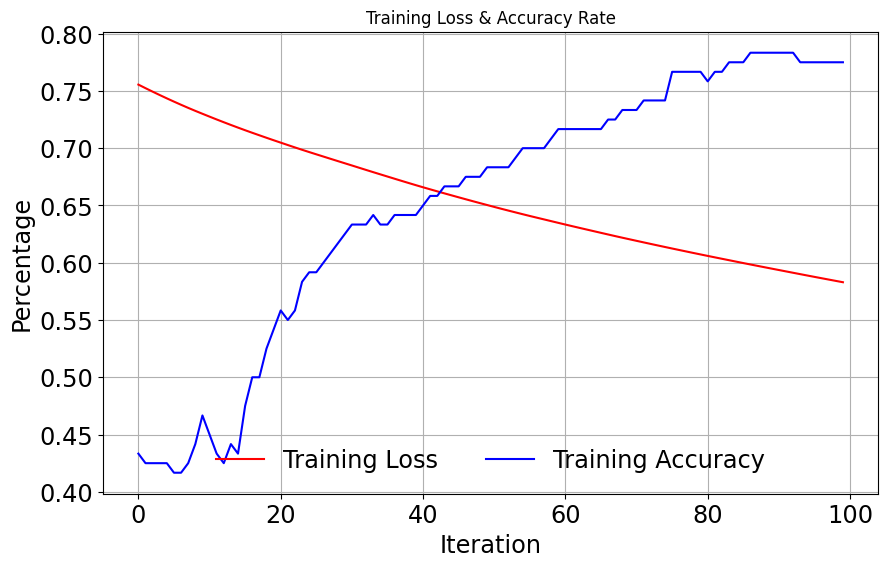 Training Loss & Accuracy Rate
Percentage
0.80
0.75
0.70
0.65
0.60
0.55
0.50
0.45
0.40
Training Loss Training Accuracy
0 20 40 60 80 100
Iteration